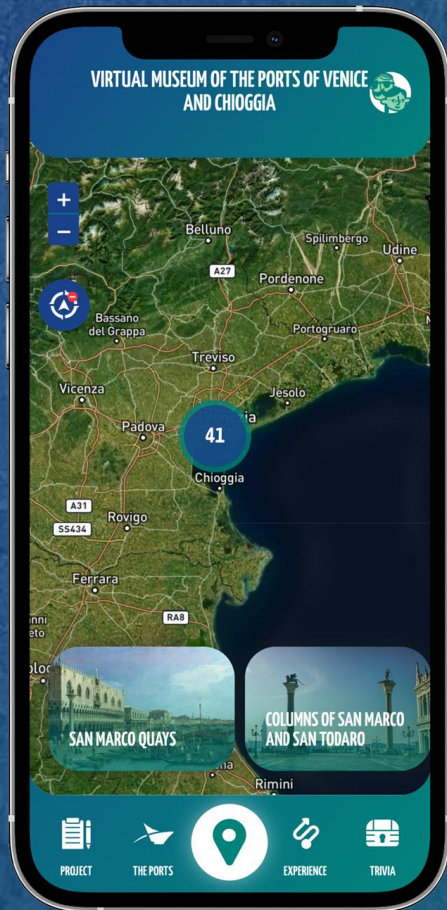 VIRTUAL MUSEUM OF THE PORTS OF VENICE
AND CHIOGGIA
+
−
Belluno
Spilimbergo
Udine
A27
Pordenone
Bassano
del Grappa
Portogruaro
Treviso
Vicenza
Jesolo
Padova
41
Chioggia
A31
SS434
Rovigo
Ferrara
RA8
SAN MARCO QUAYS
COLUMNS OF SAN MARCO
AND SAN TODARO
Rimini
PROJECT
THE PORTS
EXPERIENCE
TRIVIA